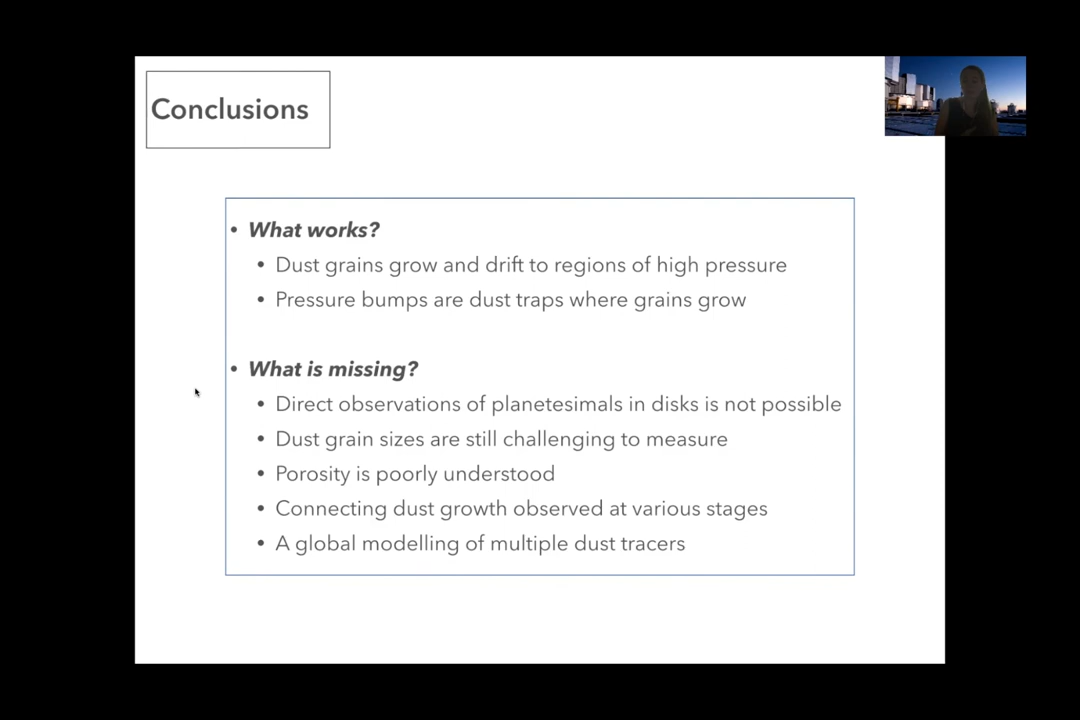 Conclusions
• What works?
• Dust grains grow and drift to regions of high pressure
• Pressure bumps are dust traps where grains grow
• What is missing?
• Direct observations of planetesimals in disks is not possible
• Dust grain sizes are still challenging to measure
• Porosity is poorly understood
• Connecting dust growth observed at various stages
• A global modelling of multiple dust tracers